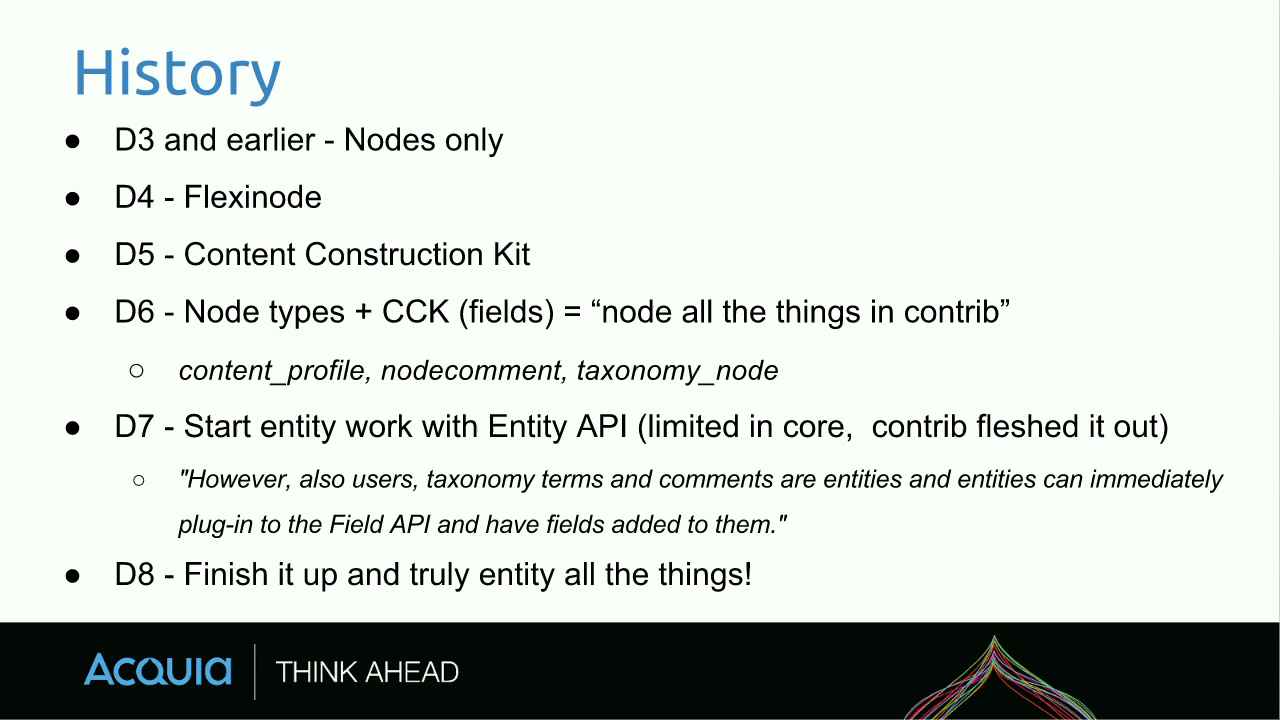 History
● D3 and earlier - Nodes only
● D4 - Flexinode
● D5 - Content Construction Kit
● D6 - Node types + CCK (fields) = “node all the things in contrib”
○ content_profile, nodecomment, taxonomy_node
● D7 - Start entity work with Entity API (limited in core,  contrib fleshed it out)
○ "However, also users, taxonomy terms and comments are entities and entities can immediately
plug-in to the Field API and have fields added to them."
● D8 - Finish it up and truly entity all the things!
ACQUIA | THINK AHEAD